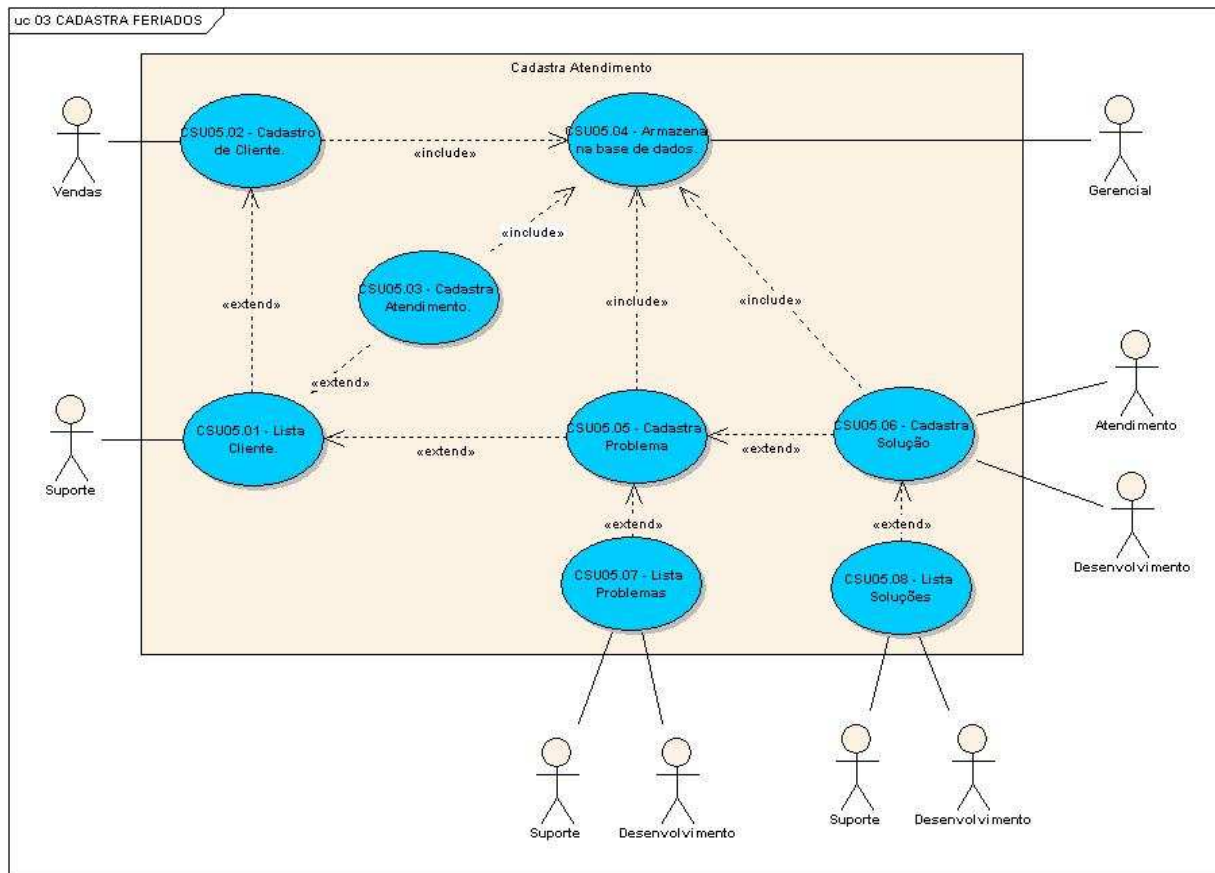 uc 03 CADASTRA FERIADOS
Cadastra Atendimento
CSU05.02 - Cadastro
de Cliente.
CSU05.04 - Armazena
na base de dados.
«include»
Vendas
Gerencial
«include»
CSU05.03 - Cadastra
Atendimento.
«extend»
«include»
«include»
«extend»
CSU05.01 - Lista
Cliente.
CSU05.05 - Cadastra
Problema
CSU05.06 - Cadastra
Solução
Atendimento
«extend»
«extend»
Suporte
«extend»
«extend»
Desenvolvimento
CSU05.07 - Lista
Problemas
CSU05.08 - Lista
Soluções
Suporte
Desenvolvimento
Suporte
Desenvolvimento